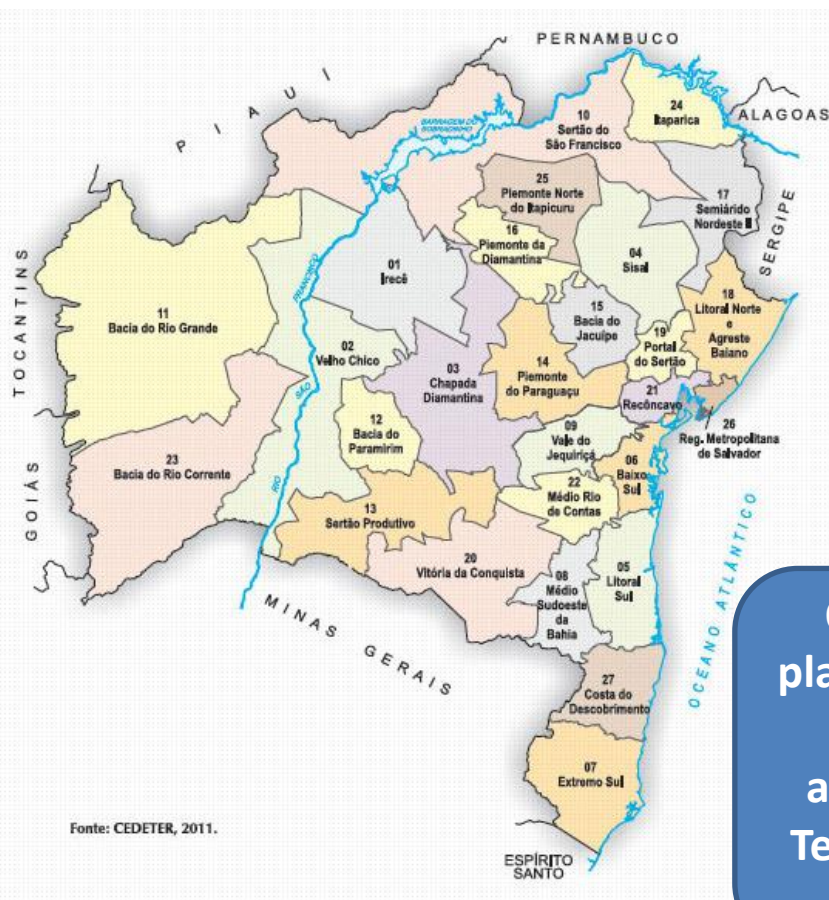 PERNAMBUCO
PIAUI
ALAGOAS
SERGIPE
TOCANTINS
GOIÁS
BARRAGEM DO
SOBRADINHO
24
Itaparica
10
Sertão do
São Francisco
25
Piemonte Norte
do Itapicuru
17
Semiárido
Nordeste II
16
Piemonte da
Diamantina
04
Sisal
01
Irecê
11
Bacia do Rio Grande
RIO SÃO FRANCISCO
02
Velho Chico
15
Bacia do
Jacuípe
18
Litoral Norte
e
Agreste
Baiano
19
Portal
do Sertão
03
Chapada
Diamantina
14
Piemonte
do Paraguaçu
21
Recôncavo
26
Reg. Metropolitana
de Salvador
12
Bacia do
Paramirim
09
Vale do
Jequiriçá
06
Baixo
Sul
23
Bacia do Rio Corrente
22
Médio Rio
de Contas
13
Sertão Produtivo
20
Vitória da Conquista
08
Médio
Sudoeste
da
Bahia
05
Litoral
Sul
MINAS GERAIS
OCEANO ATLÂNTICO
27
Costa do
Descobrimento
07
Extremo Sul
ESPÍRITO
SANTO
Fonte: CEDETER, 2011.
pla
a
Te